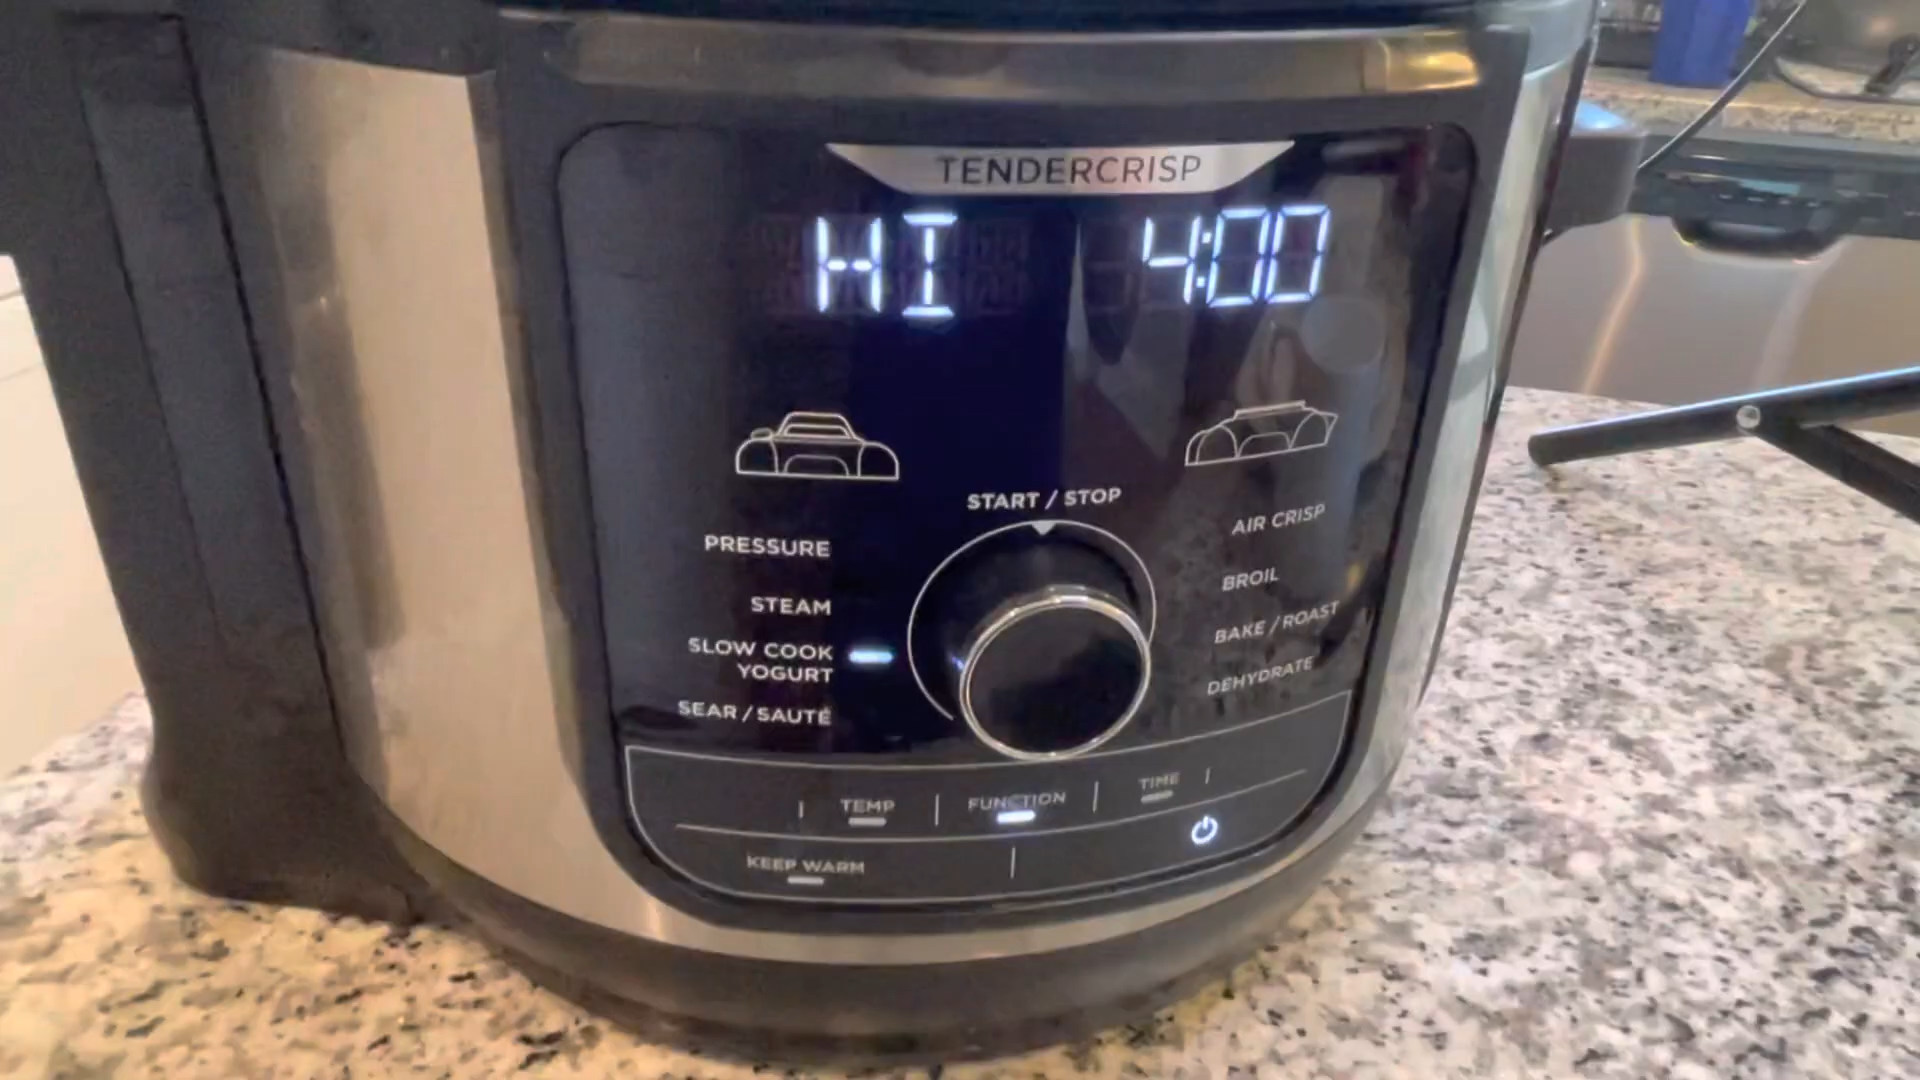 TENDERCRISP
HI 4:00
START / STOP
PRESSURE
STEAM
SLOW COOK
YOGURT
SEAR / SAUTÉ
AIR CRISP
BROIL
BAKE / ROAST
DEHYDRATE
TEMP
FUNCTION
TIME
KEEP WARM